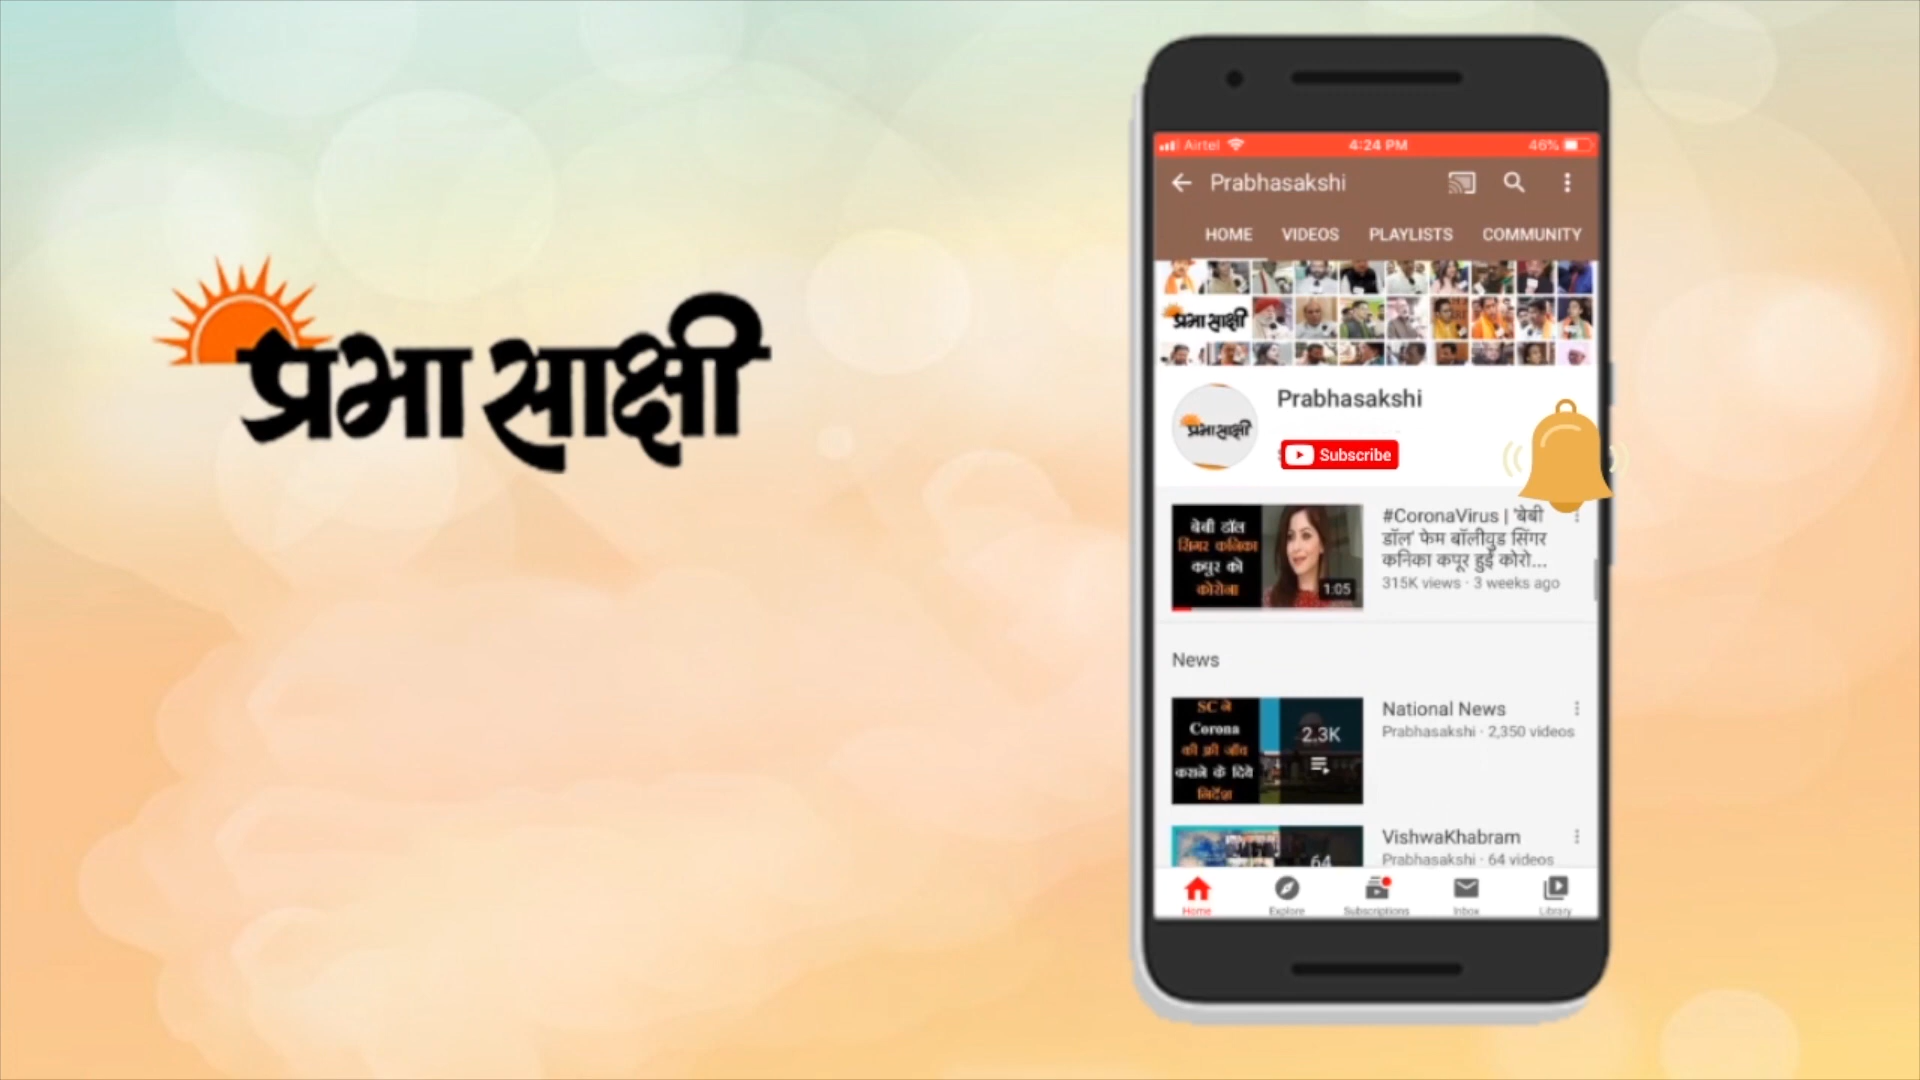 प्रभासाक्षी
Airtel 4:24 PM 46%
Prabhasakshi
HOME VIDEOS PLAYLISTS COMMUNITY
प्रभासाक्षी
Prabhasakshi
प्रभासाक्षी
Subscribe
बेबी डॉल
सिंगर कनिका
कपूर को
कोरोना
1:05
#CoronaVirus | 'बेबी
डॉल' फेम बॉलीवुड सिंगर
कनिका कपूर हुईं कोरो...
315K views · 3 weeks ago
News
SC ने
Corona
की फ्री जाँच
कराने के दिये
निर्देश
2.3K
National News
Prabhasakshi · 2,350 videos
64
VishwaKhabram
Prabhasakshi · 64 videos
Home Explore Subscriptions Inbox Library